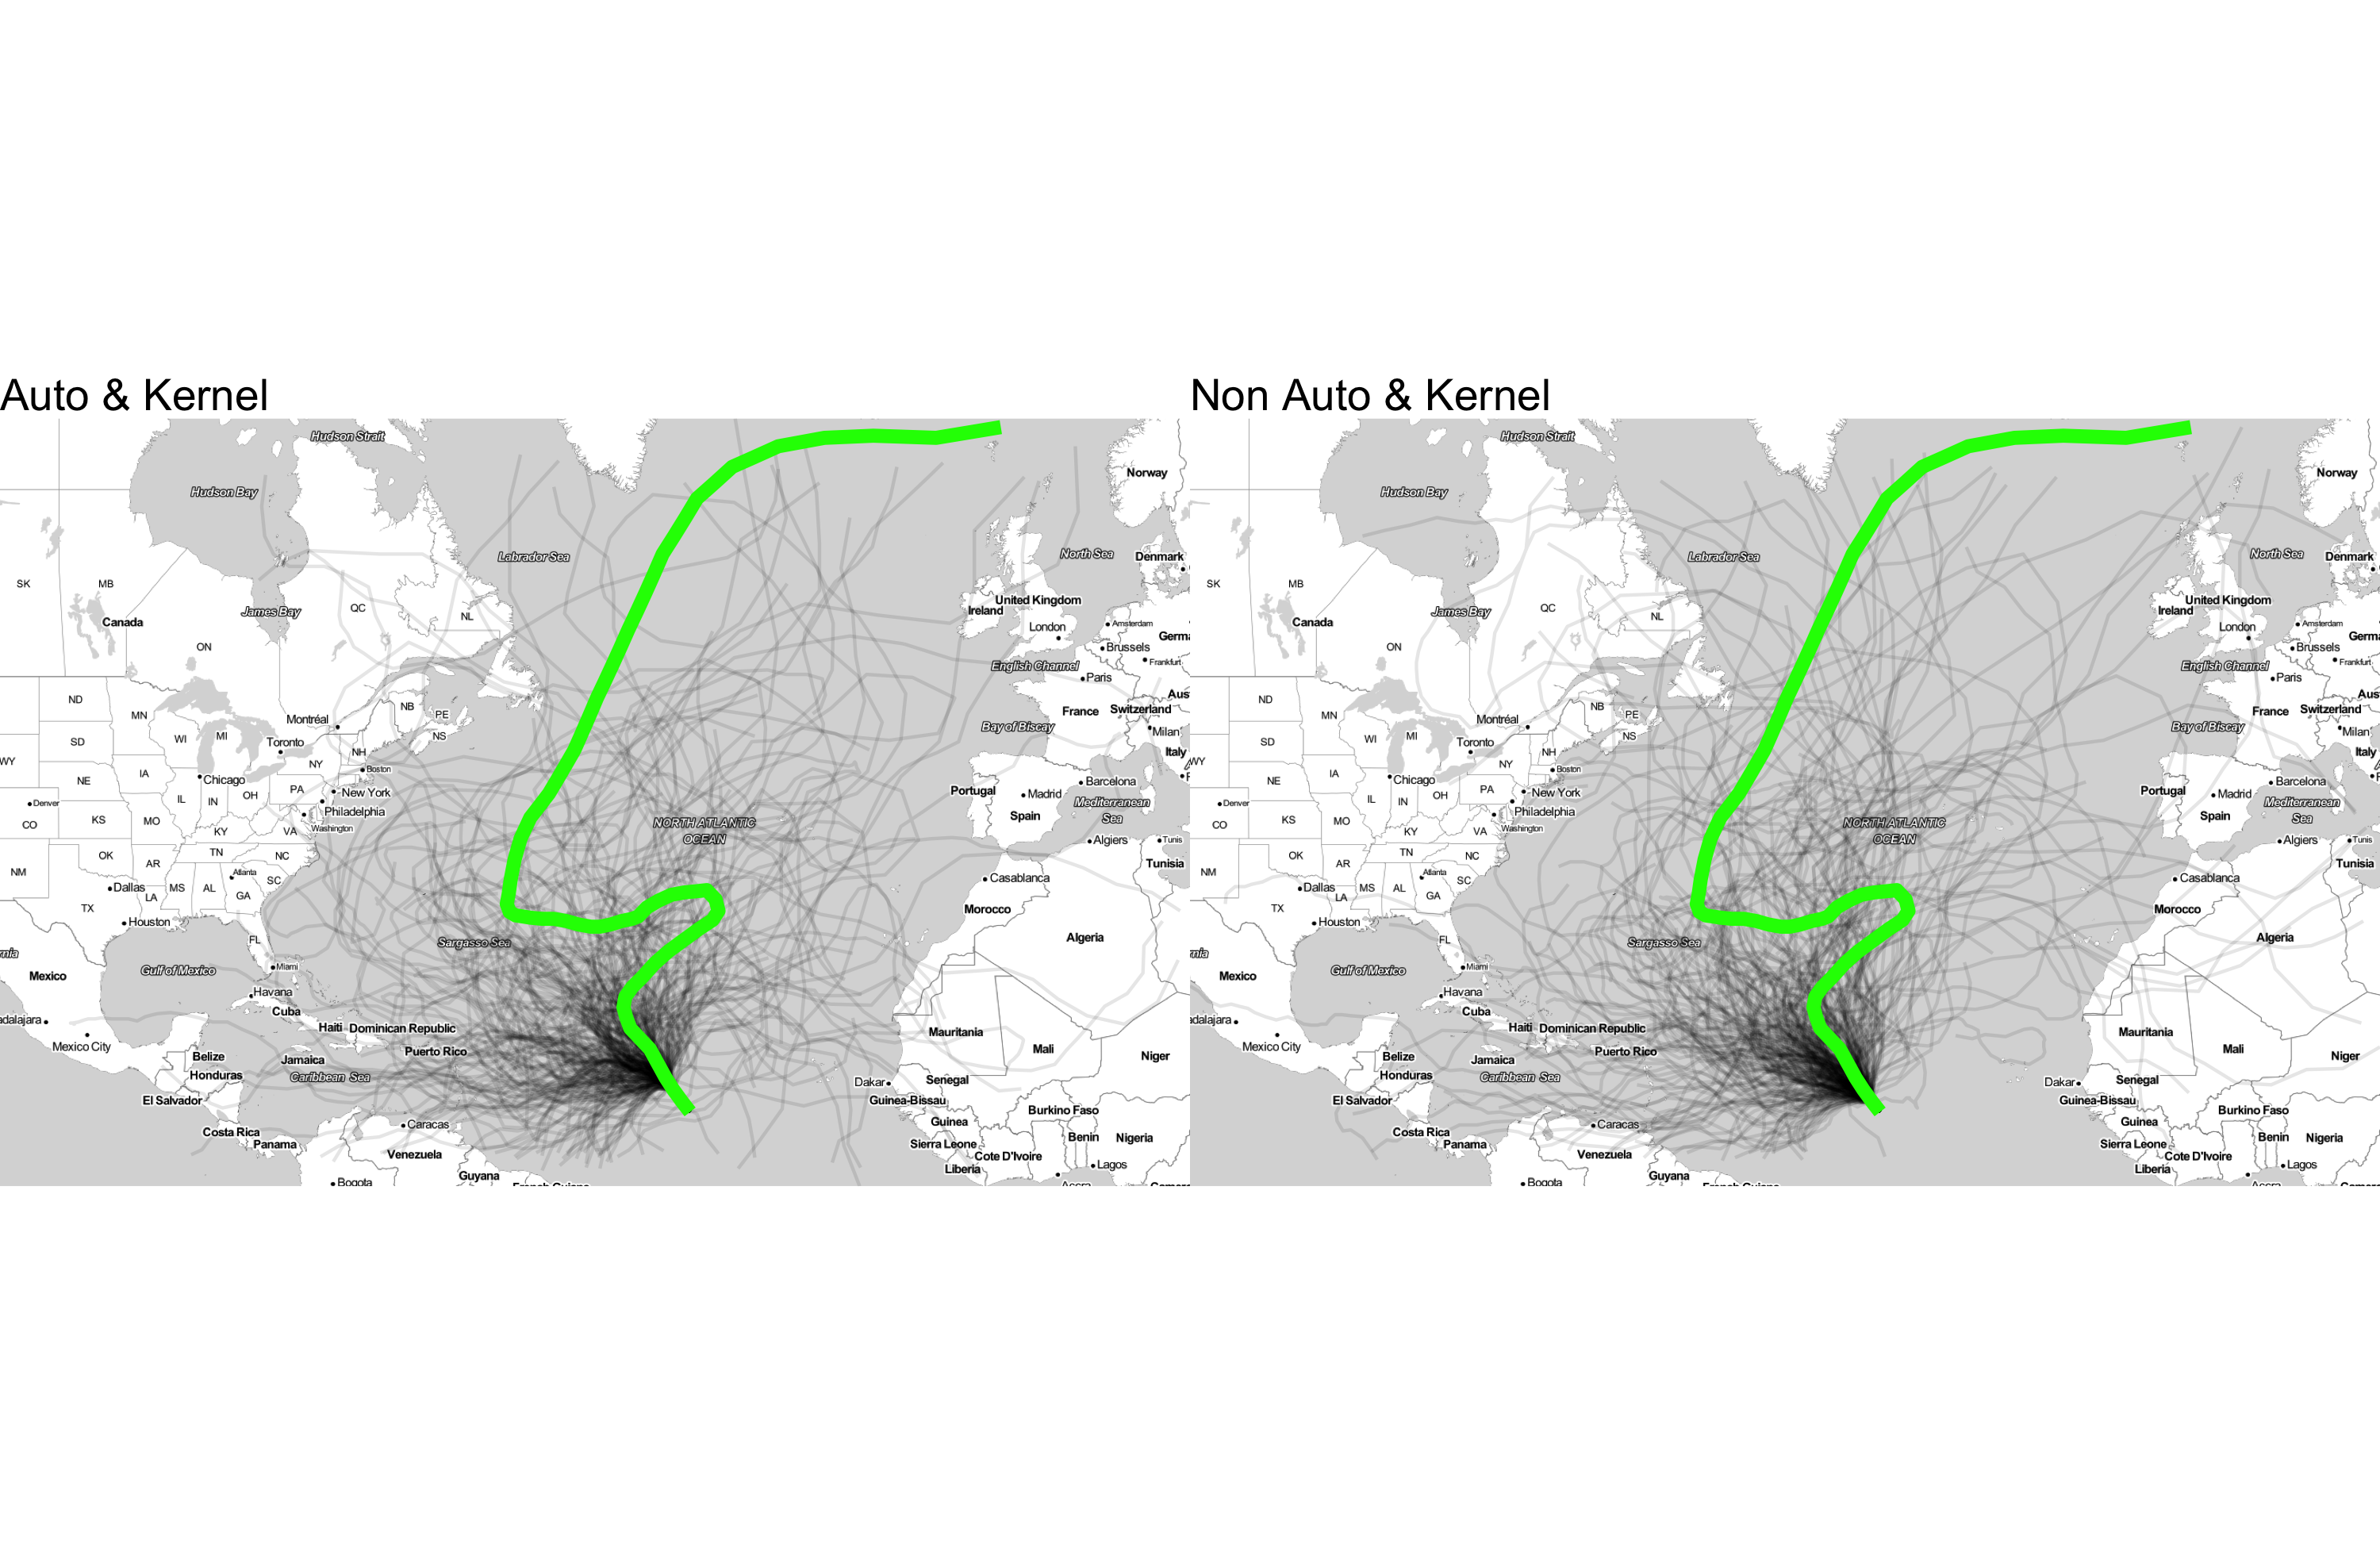 Auto & Kernel
Hudson Strait
Hudson Bay
Norway
Labrador Sea
North Sea
Denmark
SK
MB
Canada
James Bay
QC
NL
ON
Ireland
United Kingdom
London
Amsterdam
Germa
Brussels
Frankfurt
English Channel
Paris
Aus
ND
MN
Montréal
NB
PE
NS
France
Switzerland
Bay of Biscay
Milan
SD
WI
MI
Toronto
NH
Italy
WY
IA
NY
Boston
NE
Chicago
PA
New York
Portugal
Madrid
Barcelona
Spain
Mediterranean
Sea
Denver
IL
IN
OH
Philadelphia
CO
KS
MO
KY
VA
Washington
NORTH ATLANTIC
OCEAN
Algiers
Tunis
Tunisia
OK
AR
TN
NC
NM
Dallas
LA
MS
AL
Atlanta
GA
SC
Casablanca
Morocco
TX
Houston
FL
Sargasso Sea
Algeria
rnia
Mexico
Gulf of Mexico
Miami
Havana
Cuba
adalajara
Mexico City
Haiti
Dominican Republic
Puerto Rico
Mauritania
Mali
Niger
Belize
Jamaica
Honduras
Caribbean Sea
El Salvador
Dakar
Senegal
Guinea-Bissau
Burkino Faso
Costa Rica
Panama
Caracas
Guinea
Benin
Nigeria
Sierra Leone
Cote D'Ivoire
Venezuela
Liberia
Lagos
Guyana
Bogota
French Guiana
Accra
Non Auto & Kernel
Hudson Strait
Hudson Bay
Norway
Labrador Sea
North Sea
Denmark
SK
MB
Canada
James Bay
QC
NL
ON
Ireland
United Kingdom
London
Amsterdam
Germ
Brussels
Frankfurt
English Channel
Paris
Aus
ND
MN
Montréal
NB
PE
NS
France
Switzerland
Bay of Biscay
Milan
SD
WI
MI
Toronto
NH
Italy
WY
IA
NY
Boston
NE
Chicago
PA
New York
Portugal
Madrid
Barcelona
Spain
Mediterranean
Sea
Denver
IL
IN
OH
Philadelphia
CO
KS
MO
KY
VA
Washington
NORTH ATLANTIC
OCEAN
Algiers
Tunis
Tunisia
OK
AR
TN
NC
NM
Dallas
LA
MS
AL
Atlanta
GA
SC
Casablanca
Morocco
TX
Houston
FL
Sargasso Sea
Algeria
rnia
Mexico
Gulf of Mexico
Miami
Havana
Cuba
adalajara
Mexico City
Haiti
Dominican Republic
Puerto Rico
Mauritania
Mali
Niger
Belize
Jamaica
Honduras
Caribbean Sea
El Salvador
Dakar
Senegal
Guinea-Bissau
Burkino Faso
Costa Rica
Panama
Caracas
Guinea
Benin
Nigeria
Sierra Leone
Cote D'Ivoire
Venezuela
Liberia
Lagos
Guyana
Bogota
French Guiana
Accra